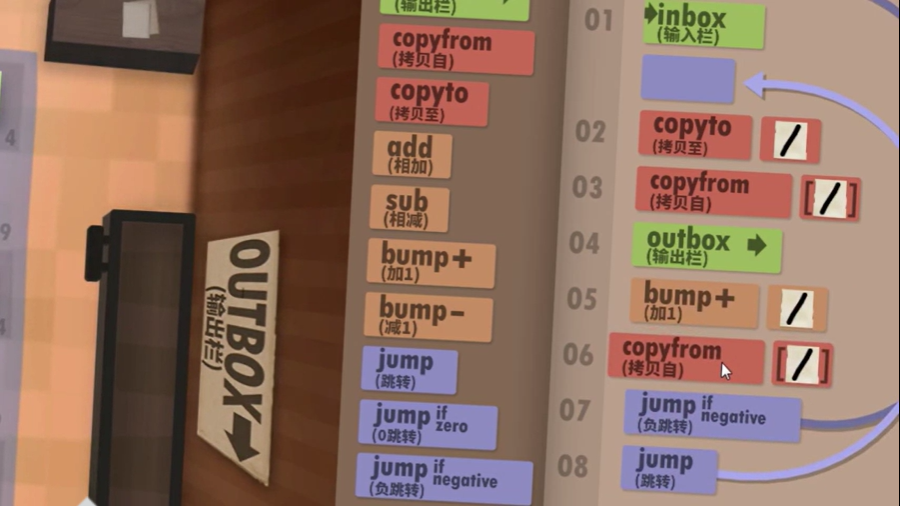 (输出栏)
copyfrom
(拷贝自)
copyto
(拷贝至)
add
(相加)
sub
(相减)
bump+
(加1)
bump-
(减1)
jump
(跳转)
jump if zero
(0跳转)
jump if negative
(负跳转)
01
inbox
(输入栏)
02
copyto
(拷贝至)
03
copyfrom
(拷贝自)
[ ]
04
outbox
(输出栏)
05
bump+
(加1)
06
copyfrom
(拷贝自)
[ ]
07
jump if negative
(负跳转)
08
jump
(跳转)
OUTBOX
(输出栏)
4
9
4